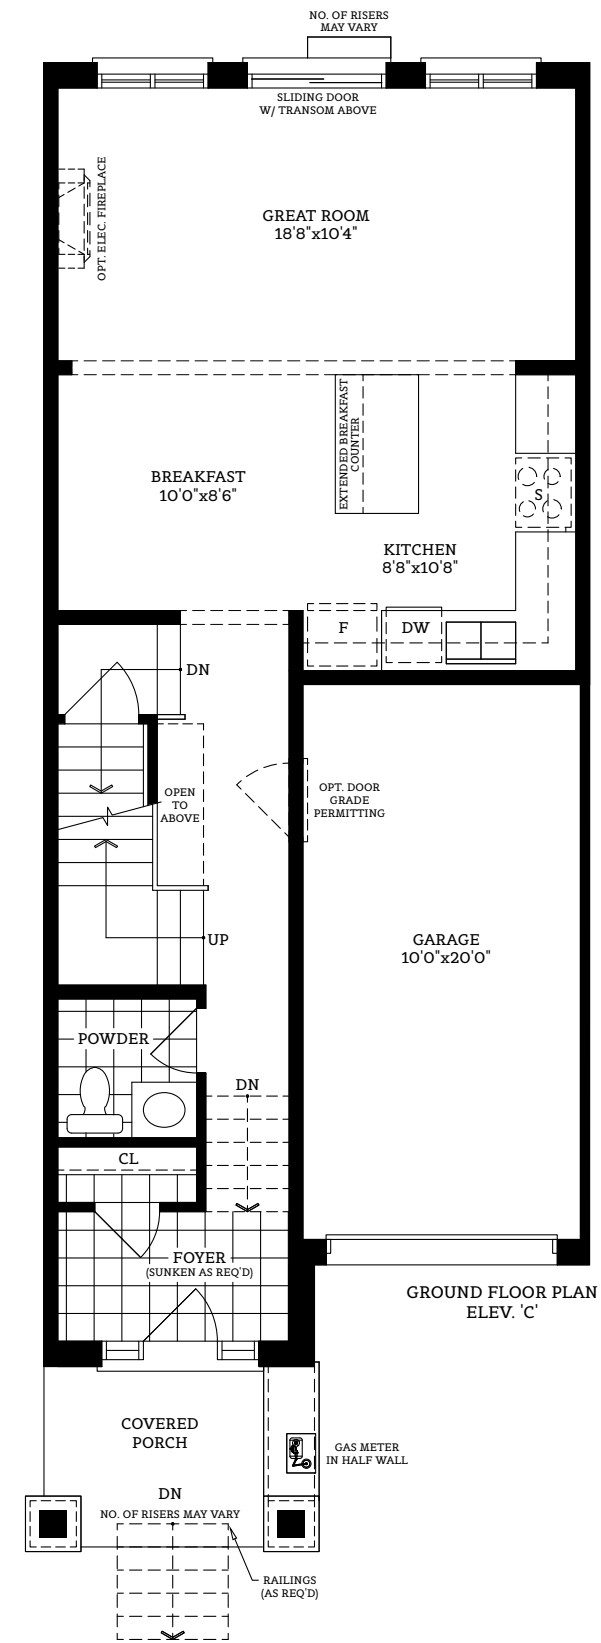 NO. OF RISERS
MAY VARY
SLIDING DOOR
W/ TRANSOM ABOVE
OPT. ELEC. FIREPLACE
GREAT ROOM
18'8"x10'4"
EXTENDED BREAKFAST
COUNTER
BREAKFAST
10'0"x8'6"
S
KITCHEN
8'8"x10'8"
F
DW
DN
OPEN
TO
ABOVE
OPT. DOOR
GRADE
PERMITTING
UP
GARAGE
10'0"x20'0"
POWDER
DN
CL
FOYER
(SUNKEN AS REQ'D)
GROUND FLOOR PLAN
ELEV. 'C'
COVERED
PORCH
GAS METER
IN HALF WALL
DN
NO. OF RISERS MAY VARY
RAILINGS
(AS REQ'D)